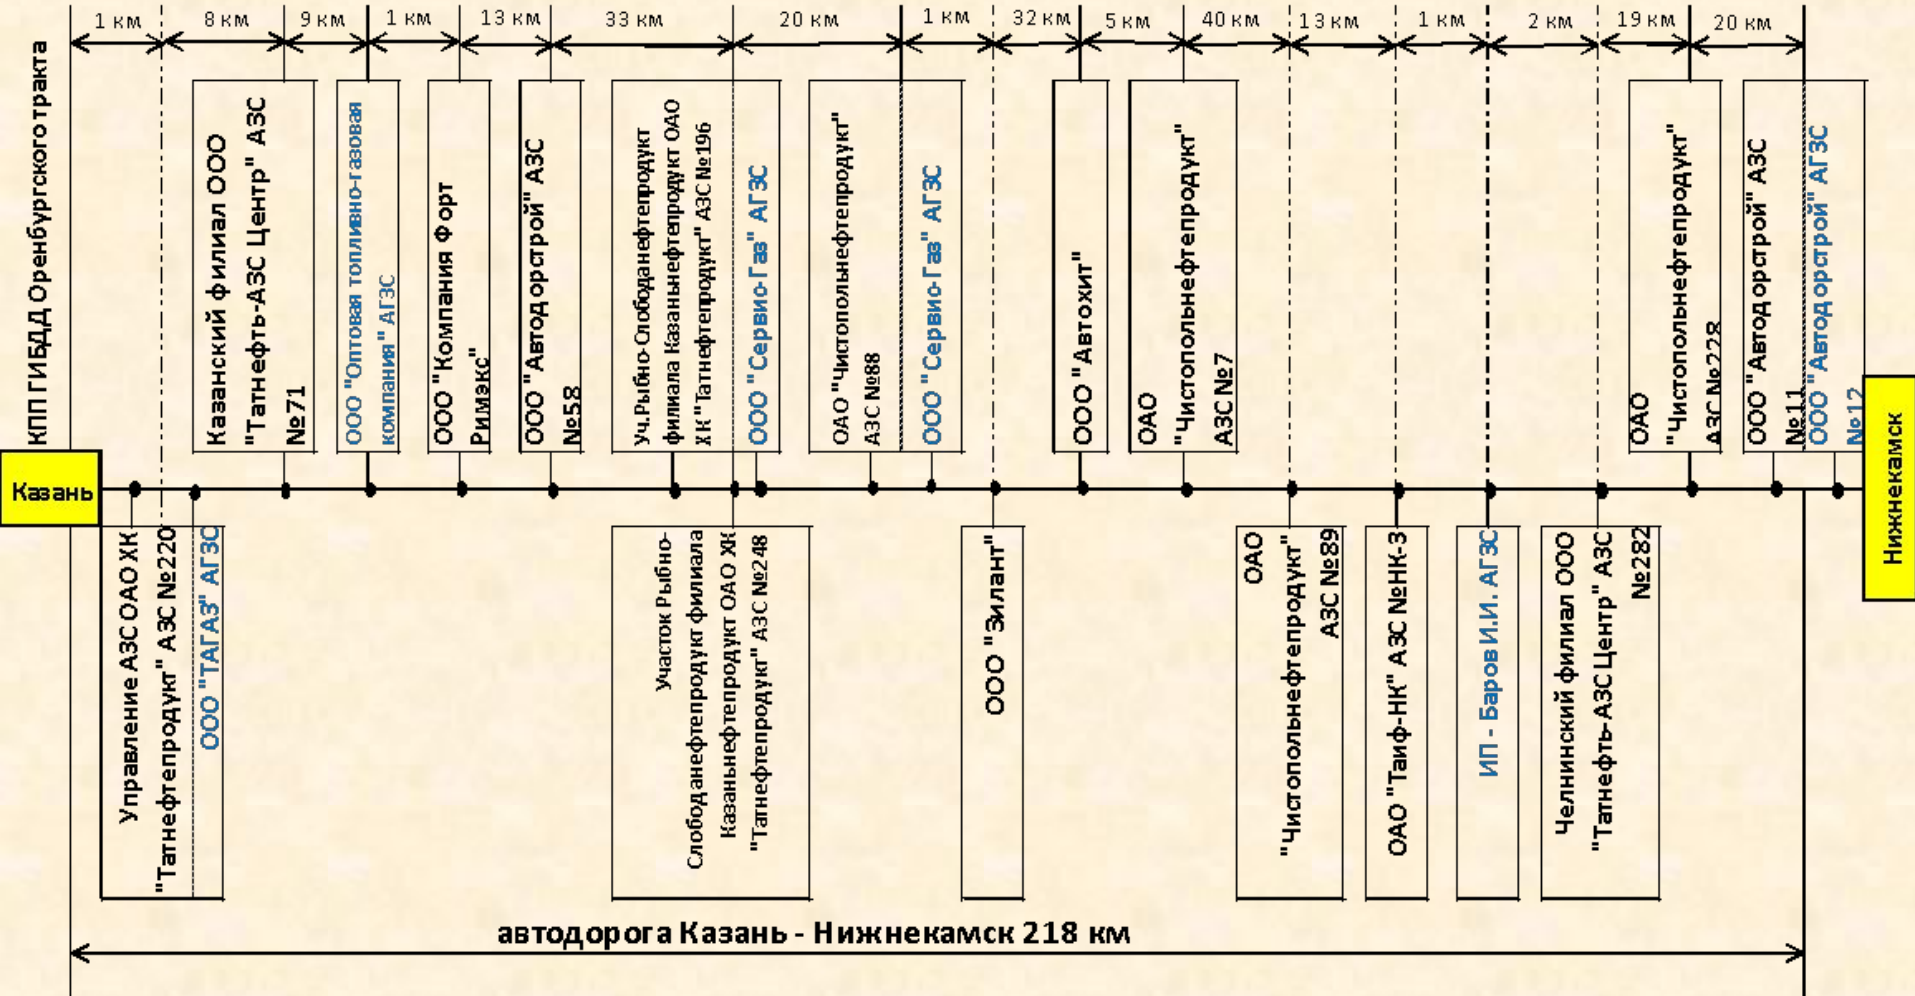 1 км
8 км
9 км
1 км
13 км
33 км
20 км
1 км
32 км
5 км
40 км
13 км
1 км
2 км
19 км
20 км
КПП ГИБДД Оренбургского тракта
Казанский филиал ООО
"Татнефть-АЗС Центр" АЗС
№71
ООО "Оптовая топливно-газовая
компания" АГЗС
ООО "Компания Форт
Римэкс"
ООО "Автодорстрой" АЗС
№58
Уч.Рыбно-Слободанефтепродукт
филиала Казаньнефтепродукт ОАО
ХК "Татнефтепродукт" АЗС №196
ООО "Сервио-Газ" АГЗС
ОАО "Чистопольнефтепродукт"
АЗС №88
ООО "Сервио-Газ" АГЗС
ООО "Автохит"
ОАО
"Чистопольнефтепродукт"
АЗС №7
ОАО
"Чистопольнефтепродукт"
АЗС №228
ООО "Автодорстрой" АЗС
№11
ООО "Автодорстрой" АГЗС
№12
Казань
Нижнекамск
Управление АЗС ОАО ХК
"Татнефтепродукт" АЗС №220
ООО "ТАГАЗ" АГЗС
Участок Рыбно-
Слободанефтепродукт филиала
Казаньнефтепродукт ОАО ХК
"Татнефтепродукт" АЗС №248
ООО "Зилант"
ОАО
"Чистопольнефтепродукт"
АЗС №89
ОАО "Таиф-НК" АЗС №НК-3
ИП - Баров И.И. АГЗС
Челнинский филиал ООО
"Татнефть-АЗС Центр" АЗС
№282
автодорога Казань - Нижнекамск 218 км